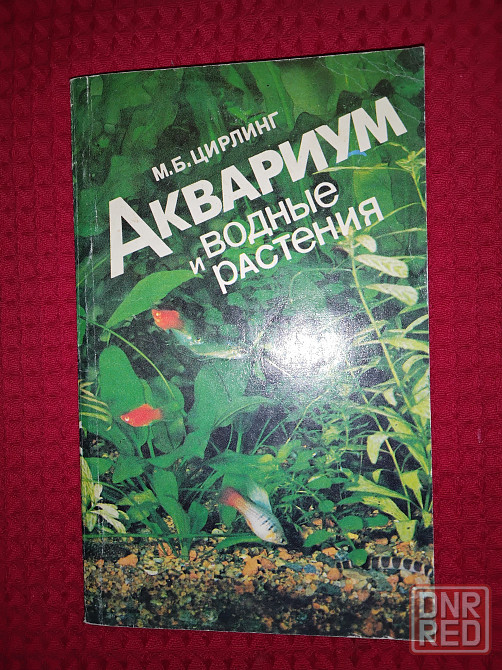 М.Б.ЦИРЛИНГ
АКВАРИУМ
и ВОДНЫЕ
РАСТЕНИЯ
DNR
RED